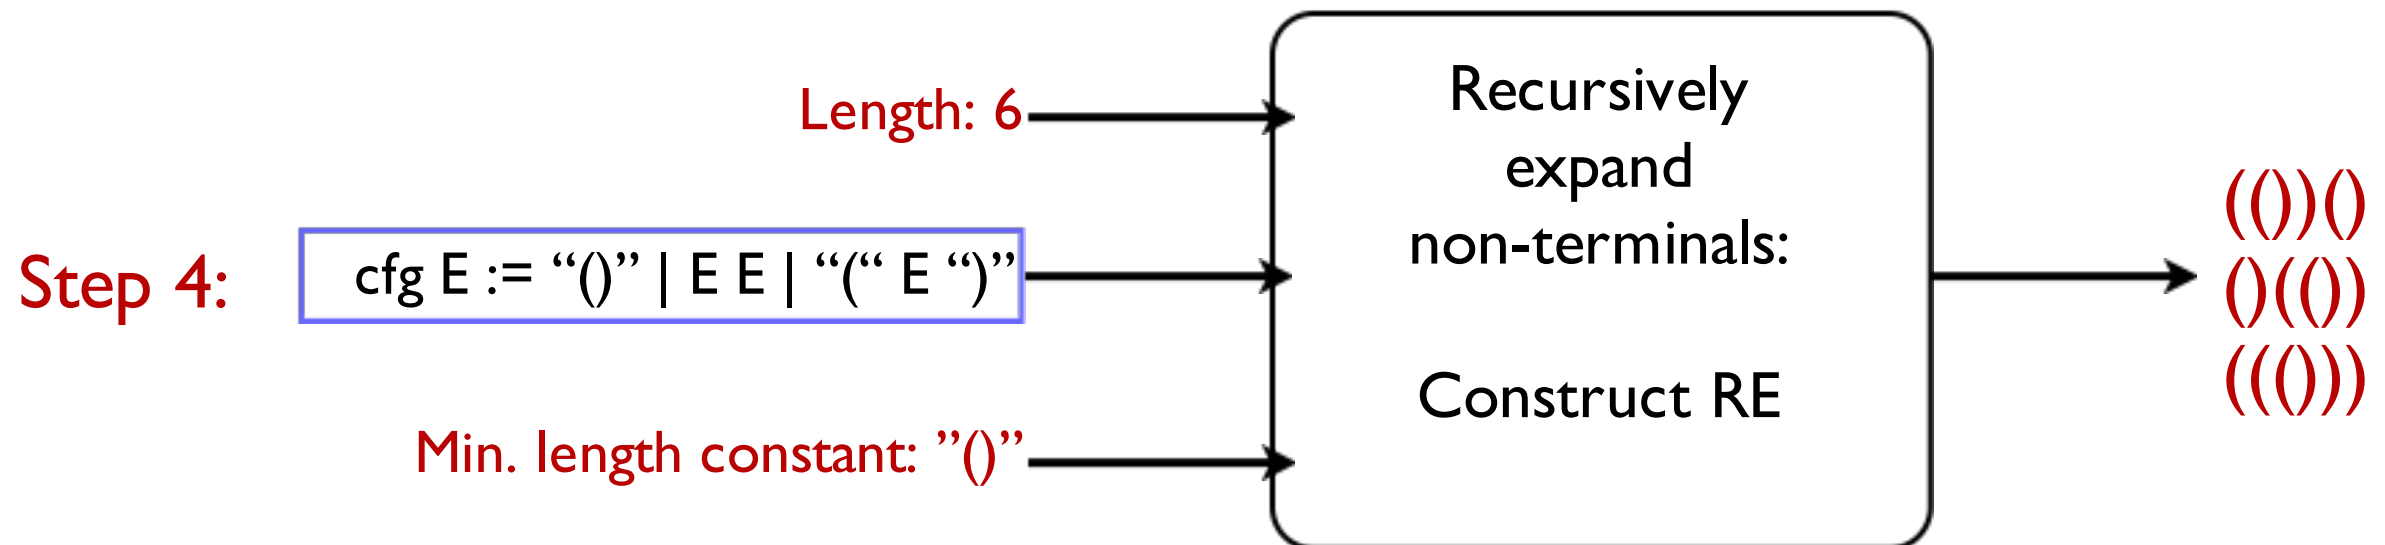 Step 4:
Length: 6
cfg E := “()” | E E | “(“ E “)”
Min. length constant: ”()”
Recursively
expand
non-terminals:
Construct RE
(())()
()(())
((()))